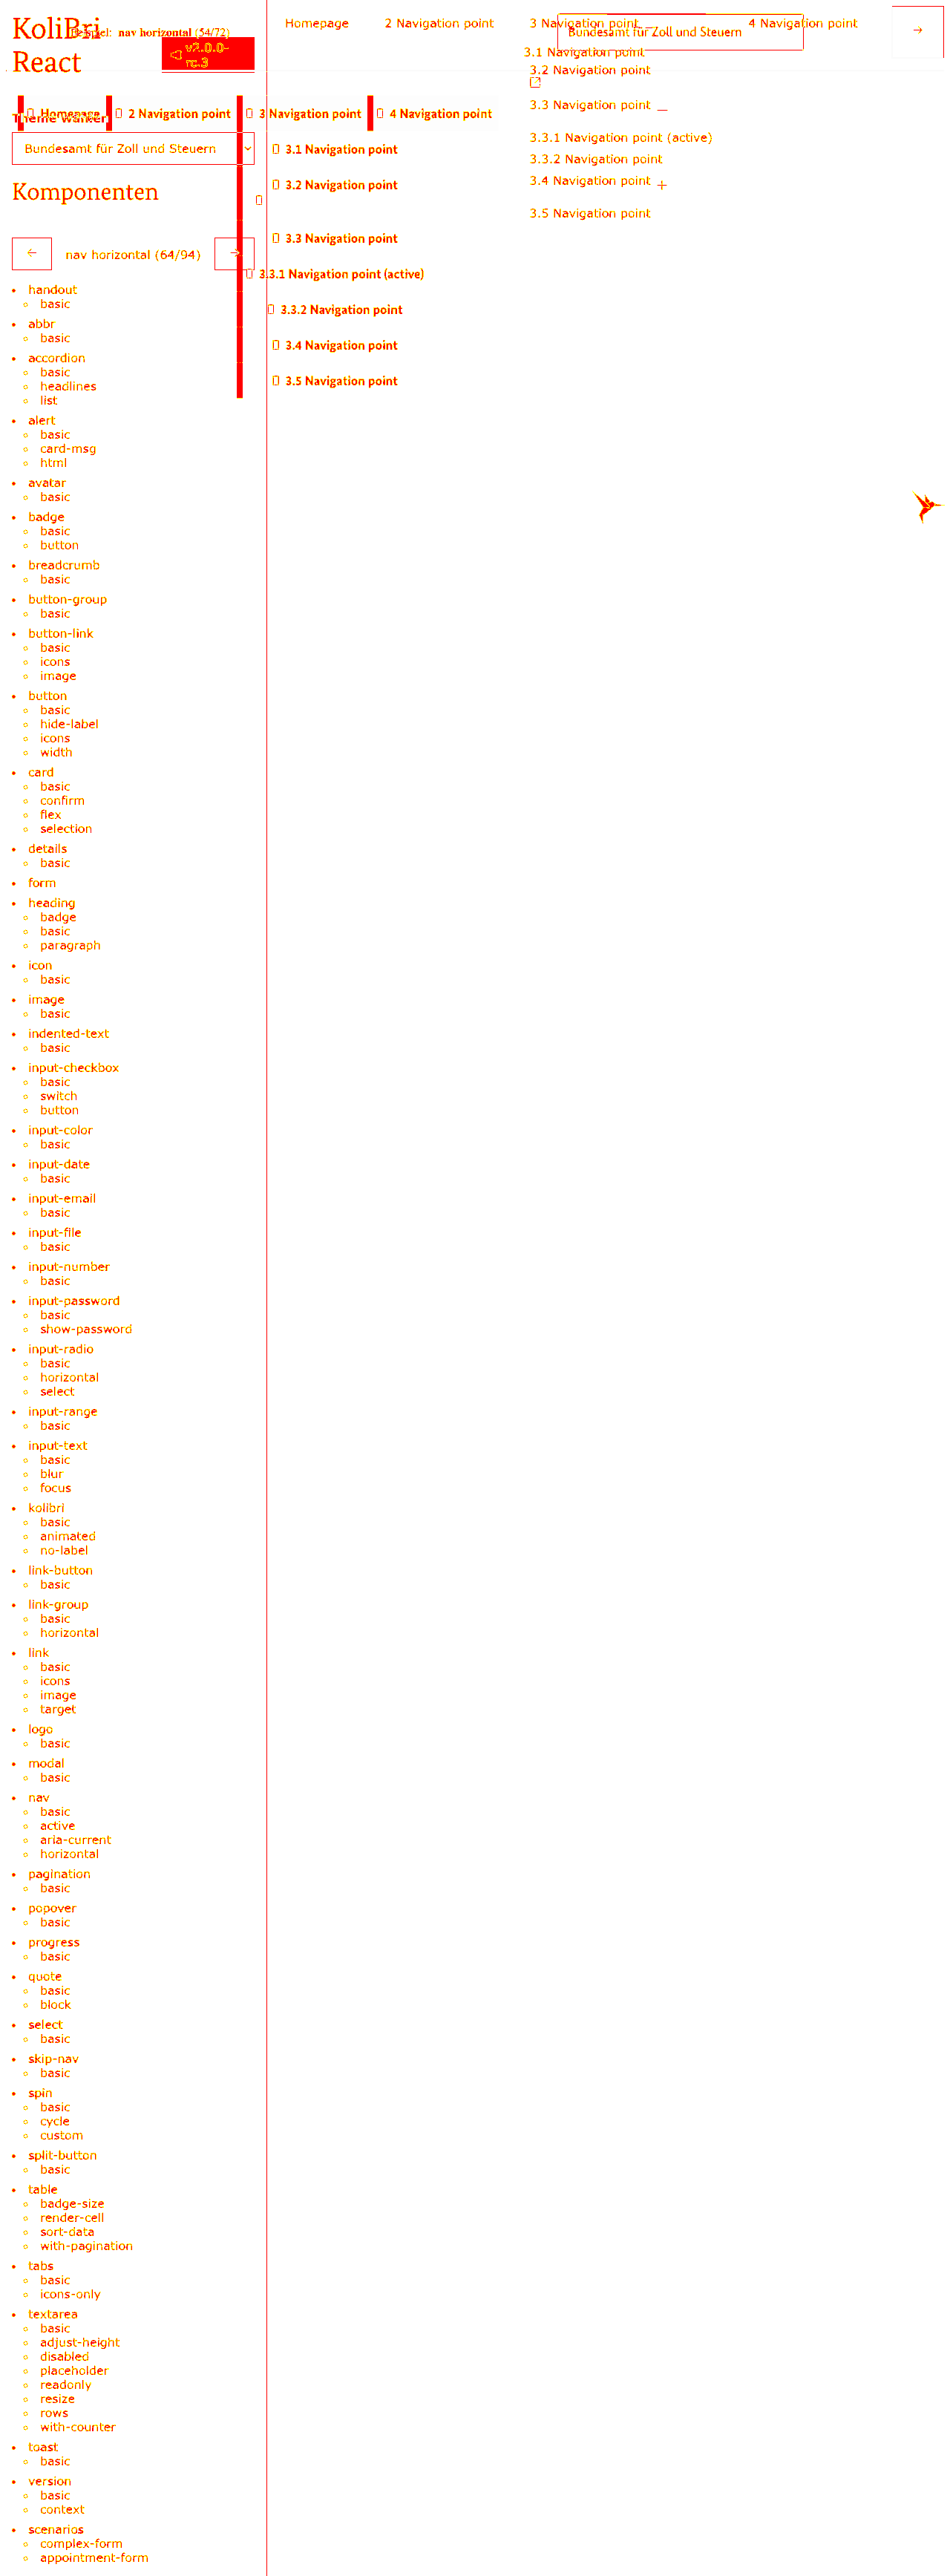 KoliBri
React
nav horizontal (54/72)
v2.0.0-
rc.3
Homepage
2 Navigation point
3 Navigation point
4 Navigation point
Bundesamt für Zoll und Steuern
→
3.1 Navigation point
3.2 Navigation point
3.3 Navigation point
3.3.1 Navigation point (active)
3.3.2 Navigation point
3.4 Navigation point
3.5 Navigation point
Homepage
2 Navigation point
3 Navigation point
4 Navigation point
3.1 Navigation point
3.2 Navigation point
3.3 Navigation point
3.3.1 Navigation point (active)
3.3.2 Navigation point
3.4 Navigation point
3.5 Navigation point
Bundesamt für Zoll und Steuern
Komponenten
← nav horizontal (64/94) →
handout
basic
abbr
basic
accordion
basic
headlines
list
alert
basic
card-msg
html
avatar
basic
badge
basic
button
breadcrumb
basic
button-group
basic
button-link
basic
icons
image
button
basic
hide-label
icons
width
card
basic
confirm
flex
selection
details
basic
form
heading
badge
basic
paragraph
icon
basic
image
basic
indented-text
basic
input-checkbox
basic
switch
button
input-color
basic
input-date
basic
input-email
basic
input-file
basic
input-number
basic
input-password
basic
show-password
input-radio
basic
horizontal
select
input-range
basic
input-text
basic
blur
focus
kolibri
basic
animated
no-label
link-button
basic
link-group
basic
horizontal
link
basic
icons
image
target
logo
basic
modal
basic
nav
basic
active
aria-current
horizontal
pagination
basic
popover
basic
progress
basic
quote
basic
block
select
basic
skip-nav
basic
spin
basic
cycle
custom
split-button
basic
table
badge-size
render-cell
sort-data
with-pagination
tabs
basic
icons-only
textarea
basic
adjust-height
disabled
placeholder
readonly
resize
rows
with-counter
toast
basic
version
basic
context
scenarios
complex-form
appointment-form